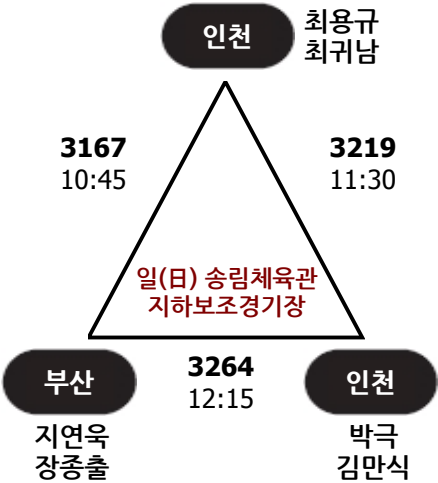 인천
최용규
최귀남
3167
10:45
3219
11:30
일(日) 송림체육관
지하보조경기장
부산
3264
12:15
인천
지연욱
장종출
박극
김만식